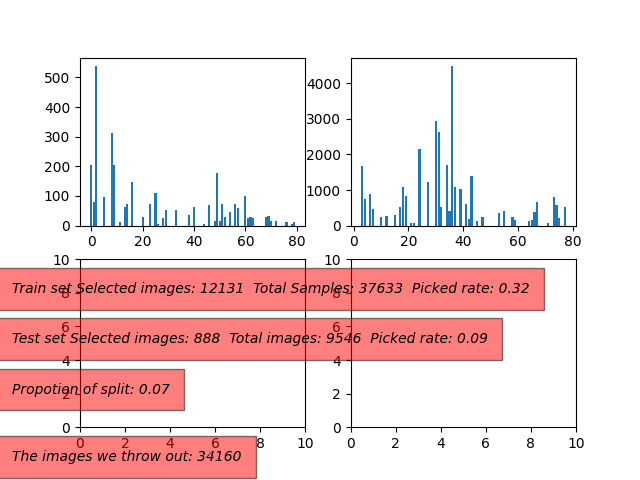 500
400
300
200
100
0
0 20 40 60 80
4000
3000
2000
1000
0
0 20 40 60 80
10
8
6
4
2
0
0 2 4 6 8 10
10
8
6
4
2
0
0 2 4 6 8 10
Train set Selected images: 12131 Total Samples: 37633 Picked rate: 0.32
Test set Selected images: 888 Total images: 9546 Picked rate: 0.09
Propotion of split: 0.07
The images we throw out: 34160